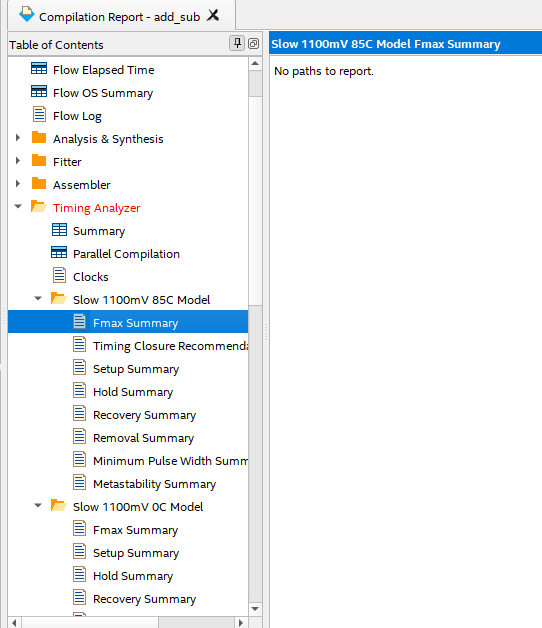 Compilation Report - add_sub
Table of Contents
Flow Elapsed Time
Flow OS Summary
Flow Log
Analysis & Synthesis
Fitter
Assembler
Timing Analyzer
Summary
Parallel Compilation
Clocks
Slow 1100mV 85C Model
Fmax Summary
Timing Closure Recommenda
Setup Summary
Hold Summary
Recovery Summary
Removal Summary
Minimum Pulse Width Summ
Metastability Summary
Slow 1100mV 0C Model
Fmax Summary
Setup Summary
Hold Summary
Recovery Summary
Slow 1100mV 85C Model Fmax Summary
No paths to report.